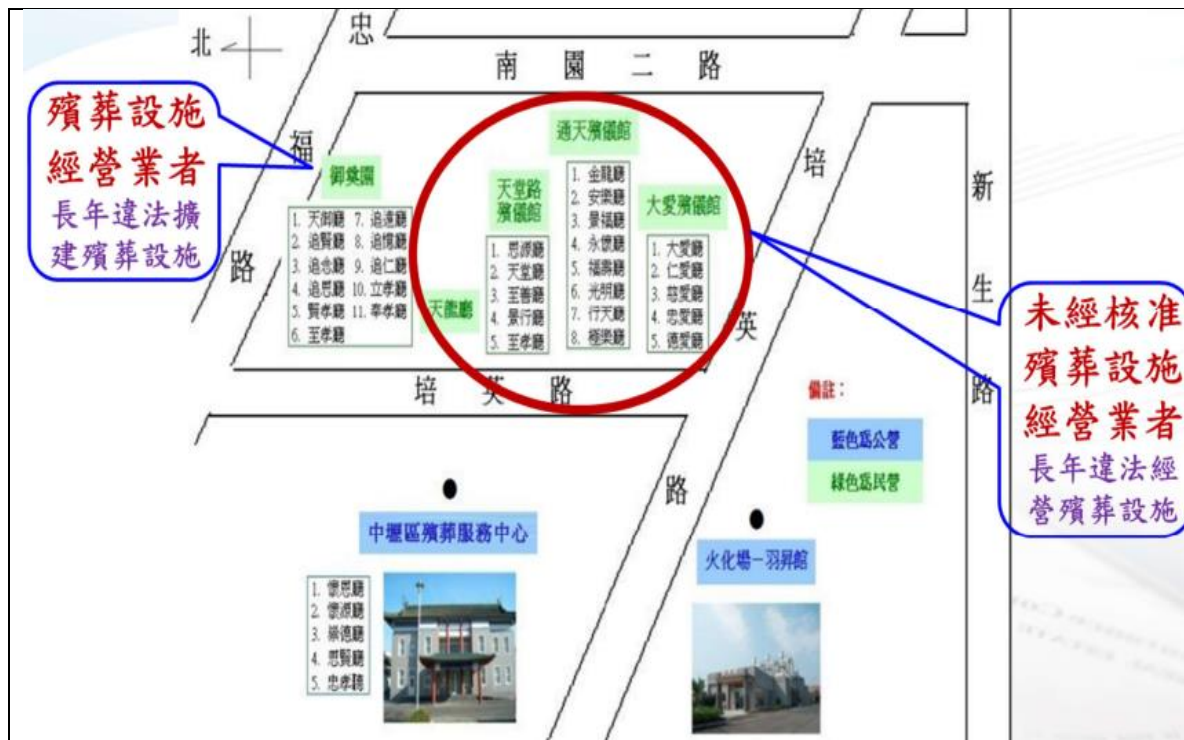 北
忠
福
路
南園二路
殯葬設施
經營業者
長年違法擴
建殯葬設施
御奠園
1. 天御廳 7. 追遠廳
2. 追賢廳 8. 追憶廳
3. 追念廳 9. 追仁廳
4. 追思廳 10. 立孝廳
5. 賢孝廳 11. 奉孝廳
6. 至孝廳
天龍廳
天堂路
殯儀館
1. 恩源廳
2. 天堂廳
3. 至善廳
4. 景行廳
5. 至孝廳
通天殯儀館
1. 金龍廳
2. 安樂廳
3. 景福廳
4. 永懷廳
5. 福壽廳
6. 光明廳
7. 行天廳
8. 極樂廳
大愛殯儀館
1. 大愛廳
2. 仁愛廳
3. 慈愛廳
4. 忠愛廳
5. 德愛廳
培英路
培
英
路
新
生
路
未經核准
殯葬設施
經營業者
長年違法經
營殯葬設施
備註：
藍色為公營
綠色為民營
中壢區殯葬服務中心
1. 懷恩廳
2. 懷源廳
3. 崇德廳
4. 思賢廳
5. 忠孝聽
火化場－羽昇館